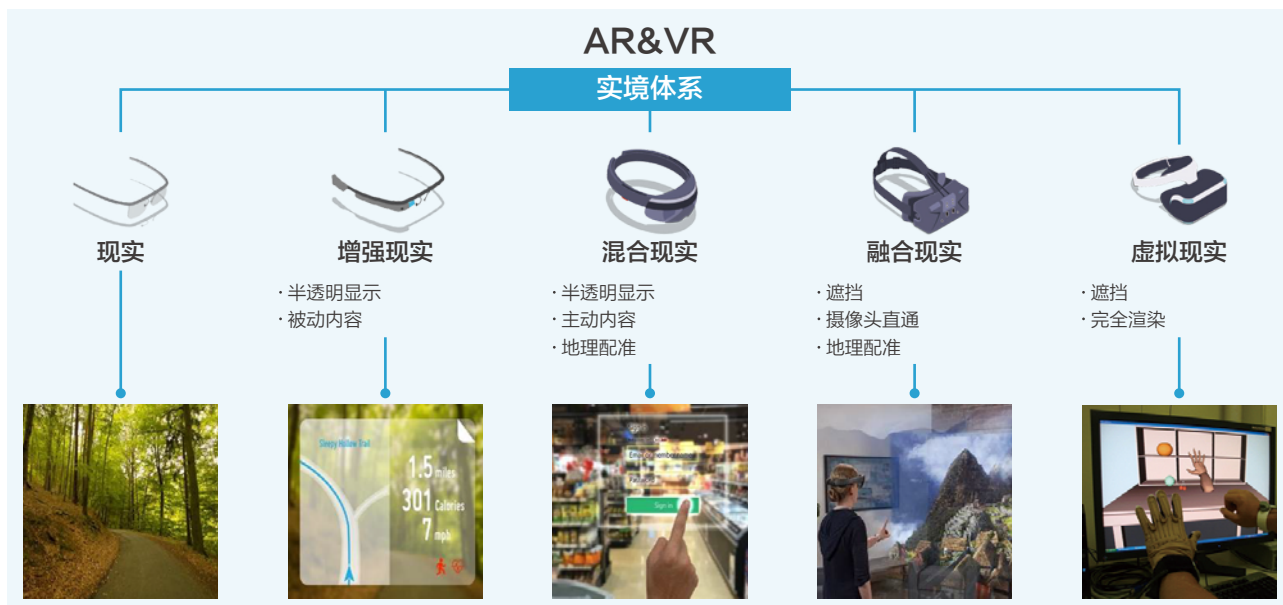 AR&VR
实境体系
现实
增强现实
混合现实
融合现实
虚拟现实
· 半透明显示
· 被动内容
· 半透明显示
· 主动内容
· 地理配准
· 遮挡
· 摄像头直通
· 地理配准
· 遮挡
· 完全渲染
Sleepy Hollow Trail
1.5 miles
301 Calories
7 mph
Sign in